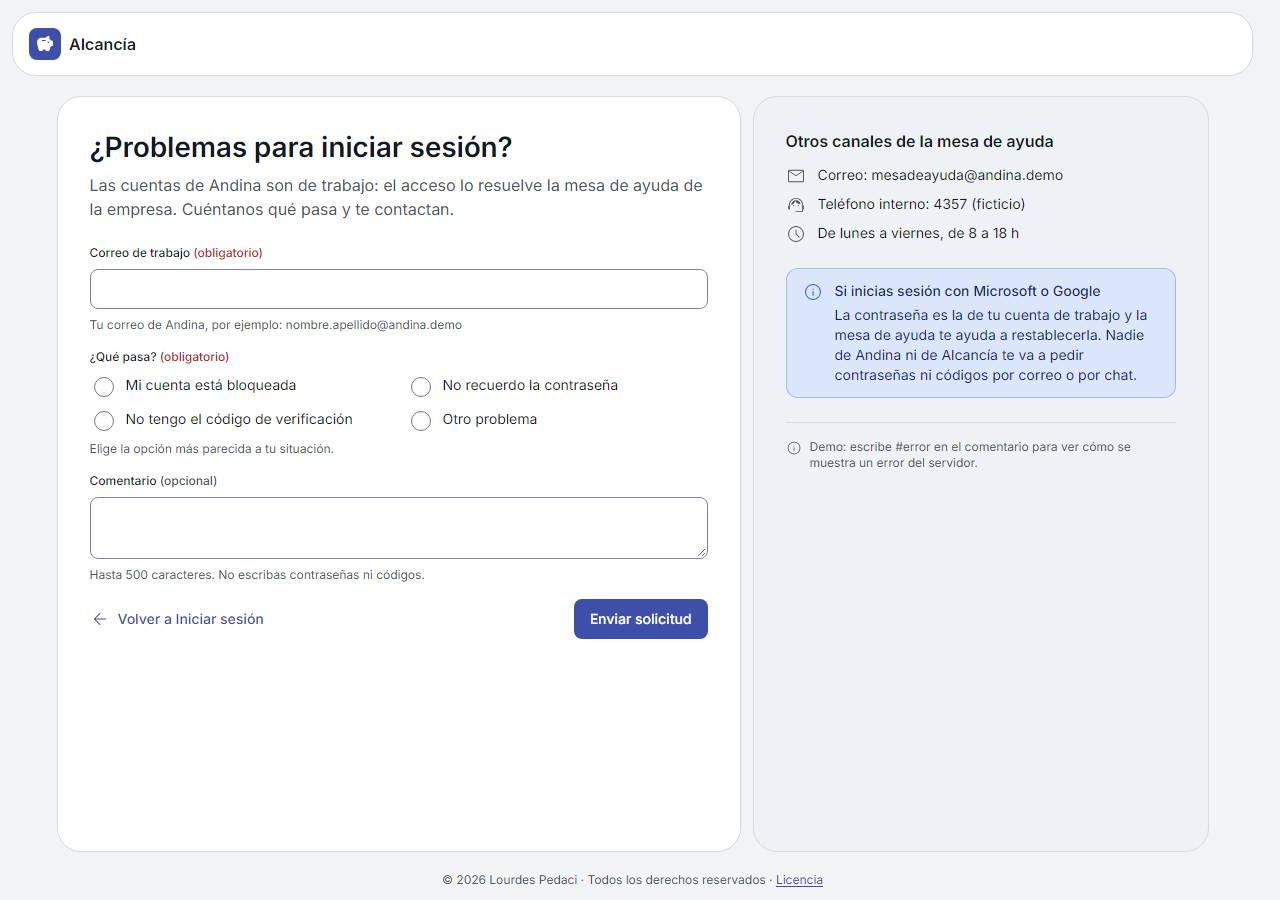 Alcancía
¿Problemas para iniciar sesión?
Las cuentas de Andina son de trabajo: el acceso lo resuelve la mesa de ayuda de
la empresa. Cuéntanos qué pasa y te contactan.
Correo de trabajo (obligatorio)
Tu correo de Andina, por ejemplo: nombre.apellido@andina.demo
¿Qué pasa? (obligatorio)
Mi cuenta está bloqueada
No recuerdo la contraseña
No tengo el código de verificación
Otro problema
Elige la opción más parecida a tu situación.
Comentario (opcional)
Hasta 500 caracteres. No escribas contraseñas ni códigos.
Volver a Iniciar sesión
Enviar solicitud
Otros canales de la mesa de ayuda
Correo: mesadeayuda@andina.demo
Teléfono interno: 4357 (ficticio)
De lunes a viernes, de 8 a 18 h
Si inicias sesión con Microsoft o Google
La contraseña es la de tu cuenta de trabajo y la
mesa de ayuda te ayuda a restablecerla. Nadie
de Andina ni de Alcancía te va a pedir
contraseñas ni códigos por correo o por chat.
Demo: escribe #error en el comentario para ver cómo se
muestra un error del servidor.
© 2026 Lourdes Pedaci · Todos los derechos reservados · Licencia